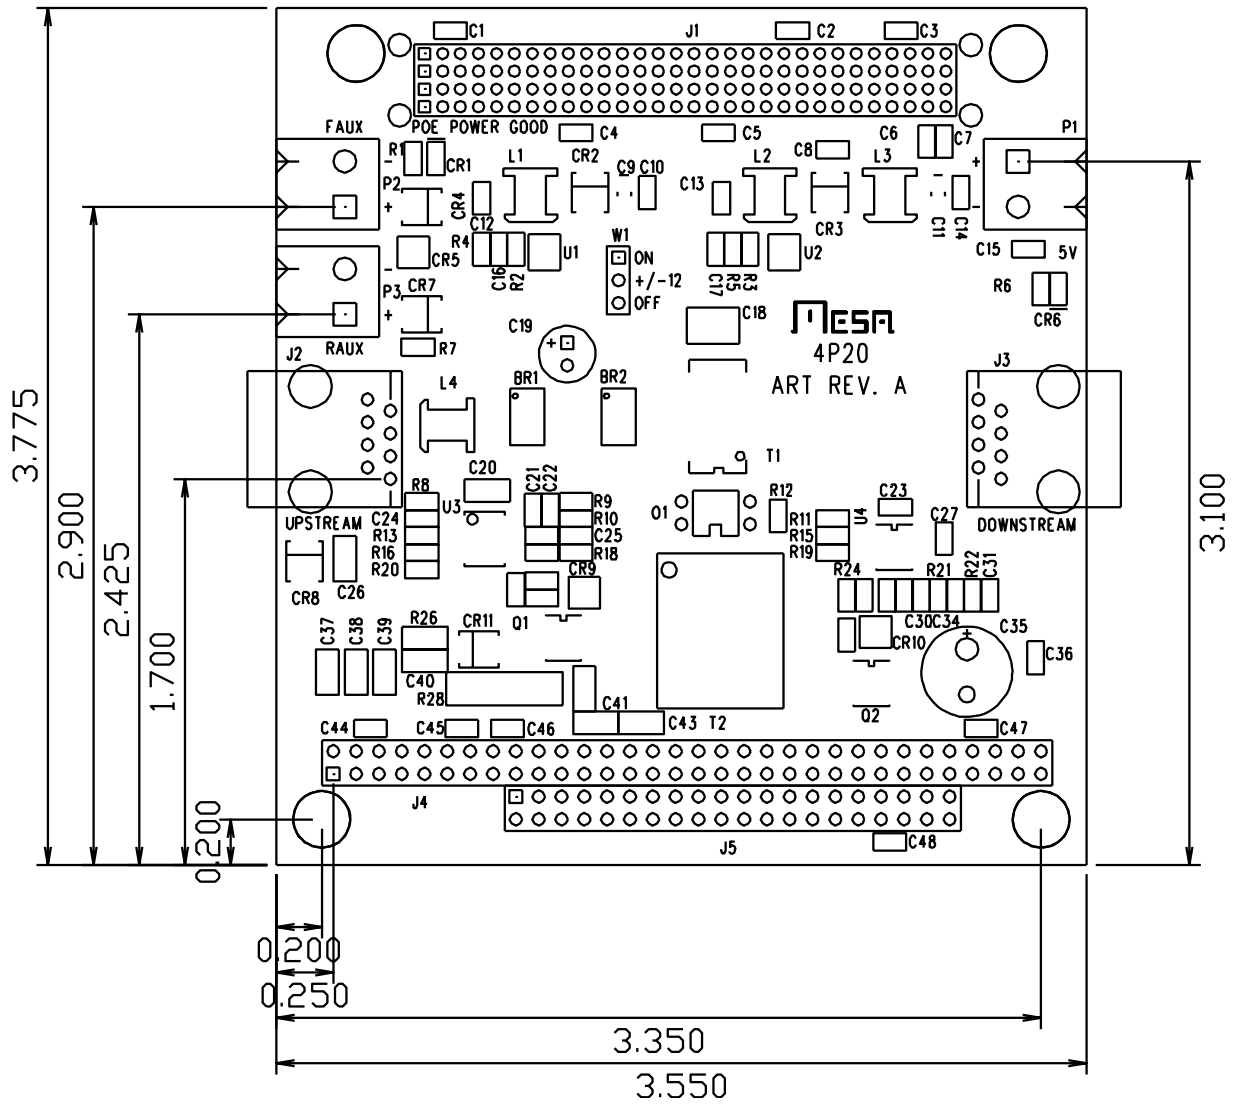 C1
J1
C2
C3
FAUX
POE POWER GOOD
C4
C5
C6
C7
P1
R1
CR1
L1
CR2
C9
C10
L2
C8
L3
-
P2
+
CR4
C12
C13
CR3
C11
C14
+
-
C15
5V
R4
C16
R2
U1
W1
ON
+/-12
OFF
C17
R5
R3
U2
CR5
-
P3
+
CR7
R6
CR6
C19
+
C18
MESA
4P20
ART REV. A
RAUX
R7
J2
J3
L4
BR1
BR2
T1
UPSTREAM
DOWNSTREAM
R8
C24
R13
R16
R20
U3
C20
C21
C22
R9
R10
C25
R18
O1
R12
R11
R15
R19
U4
C23
C27
CR8
C26
CR9
Q1
R24
R21
R22
C31
C30
C34
C35
+
C36
CR10
Q2
C37
C38
C39
R26
CR11
C40
R28
C41
C43
T2
C44
C45
C46
C47
J4
J5
C48
3.775
2.900
2.425
1.700
0.200
3.100
0.200
0.250
3.350
3.550